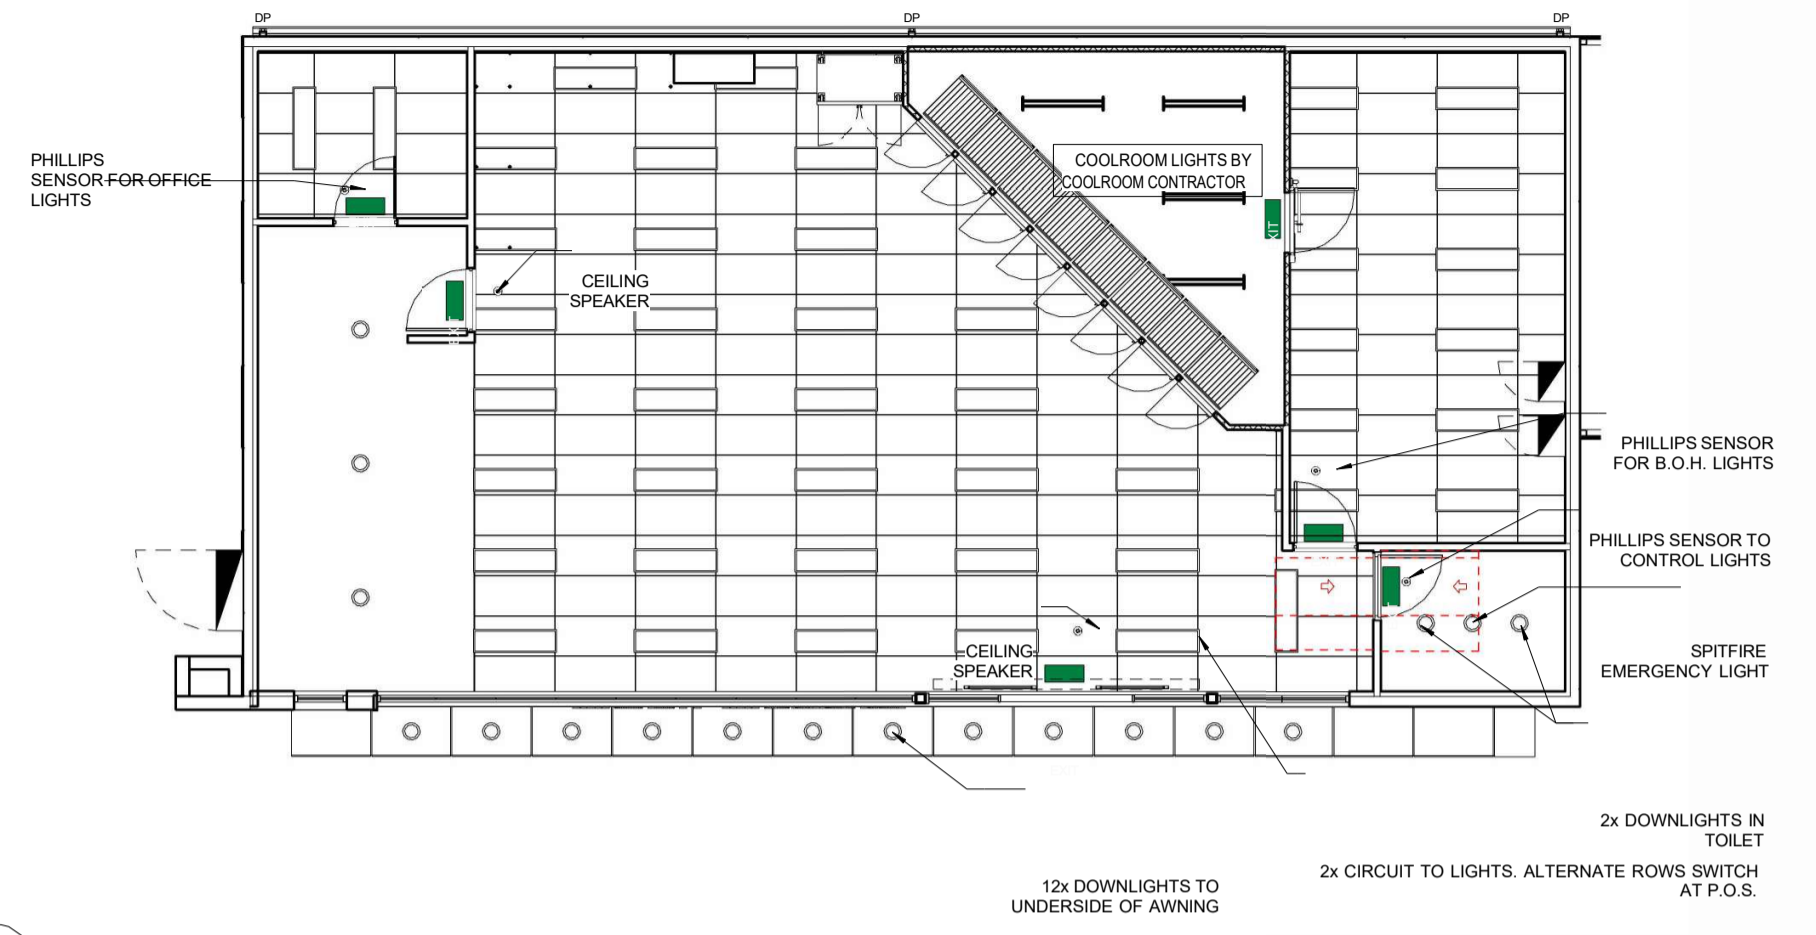 DP
DP
DP
PHILLIPS
SENSOR FOR OFFICE
LIGHTS
COOLROOM LIGHTS BY
COOLROOM CONTRACTOR
CEILING
SPEAKER
PHILLIPS SENSOR
FOR B.O.H. LIGHTS
PHILLIPS SENSOR TO
CONTROL LIGHTS
CEILING
SPEAKER
SPITFIRE
EMERGENCY LIGHT
2x DOWNLIGHTS IN
TOILET
2x CIRCUIT TO LIGHTS. ALTERNATE ROWS SWITCH
AT P.O.S.
12x DOWNLIGHTS TO
UNDERSIDE OF AWNING